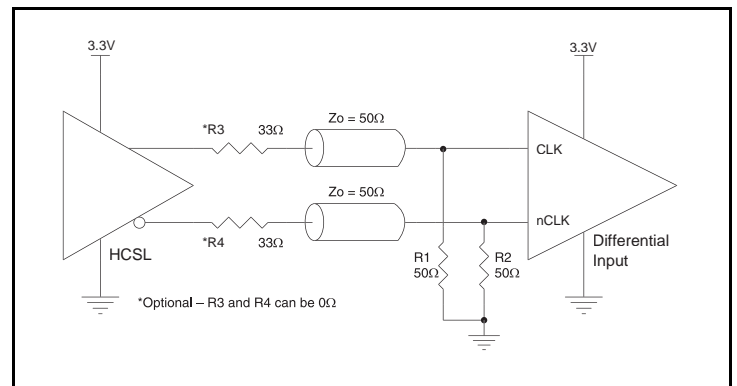 3.3V
3.3V
*R3
33Ω
Zo = 50Ω
CLK
Zo = 50Ω
nCLK
*R4
33Ω
HCSL
R1
50Ω
R2
50Ω
Differential
Input
*Optional – R3 and R4 can be 0Ω